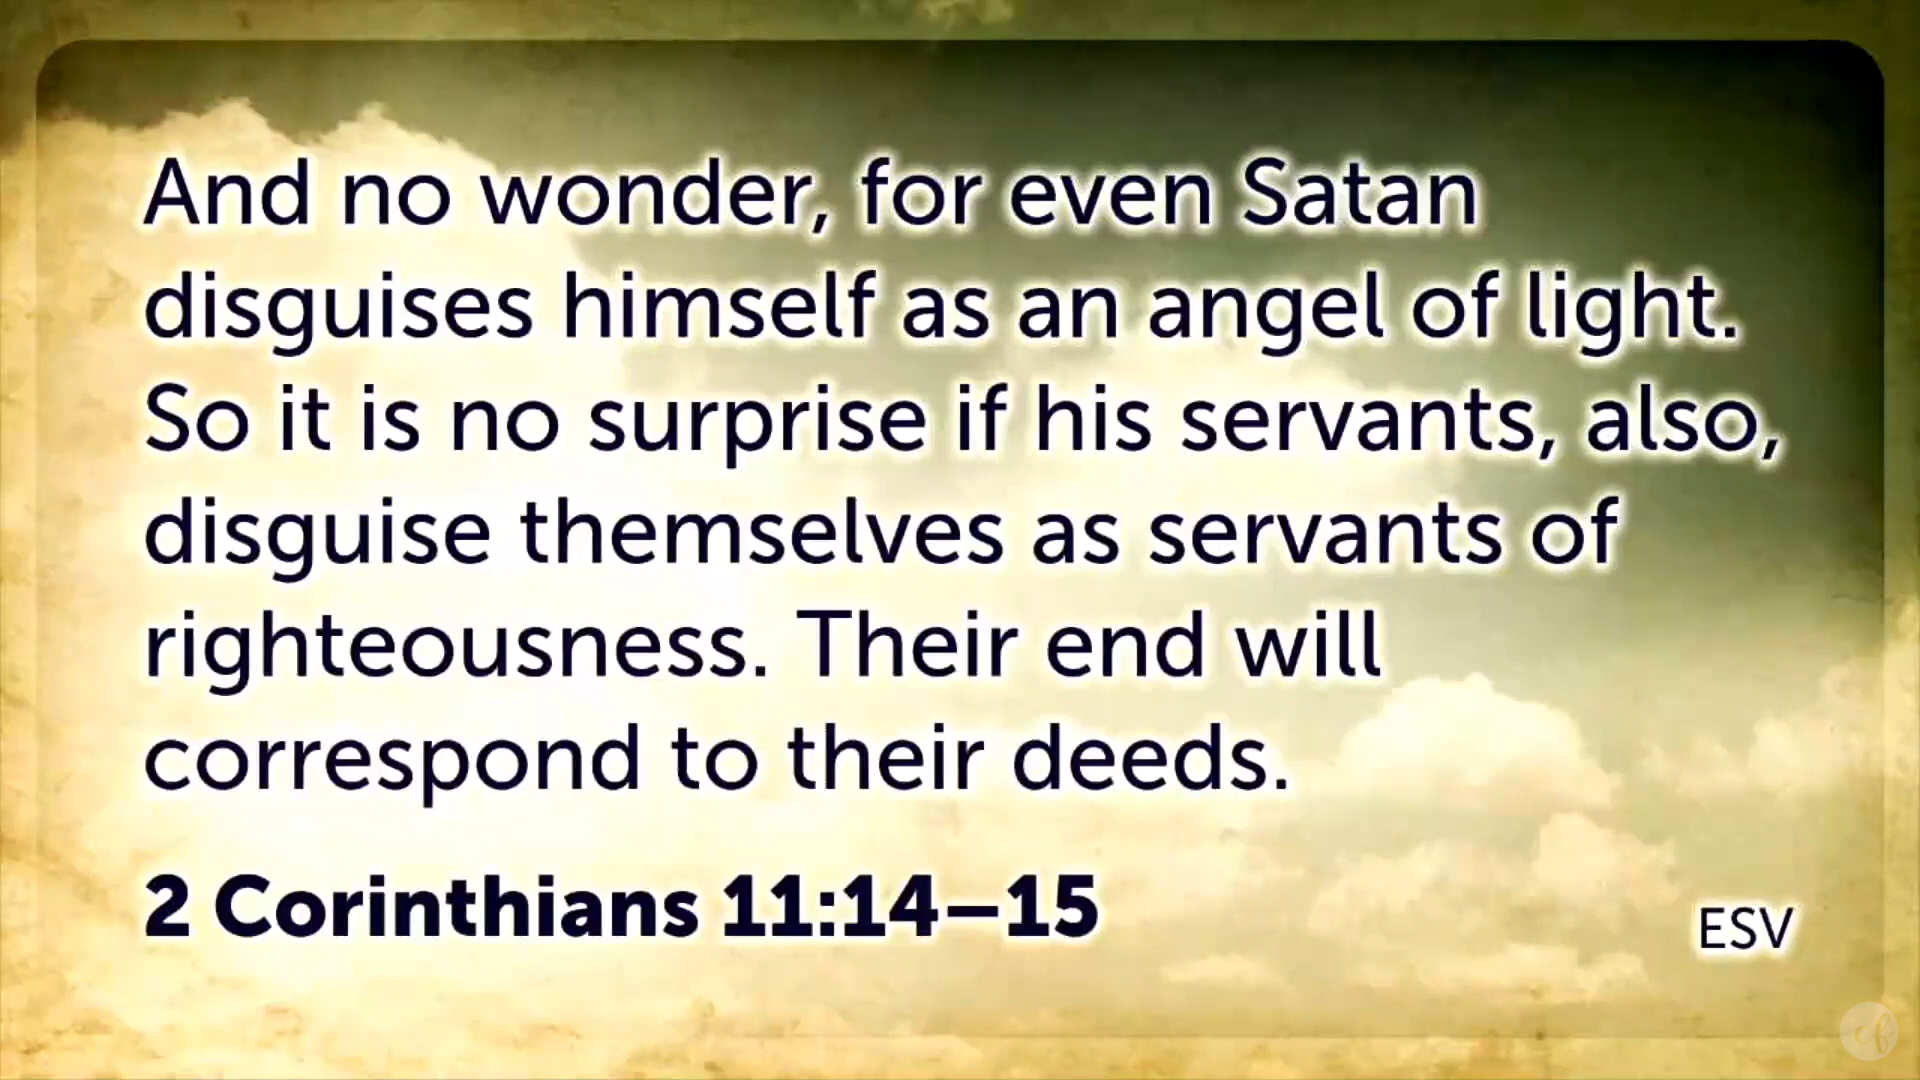 And no wonder, for even Satan
disguises himself as an angel of light.
So it is no surprise if his servants, also,
disguise themselves as servants of
righteousness. Their end will
correspond to their deeds.
2 Corinthians 11:14–15
ESV